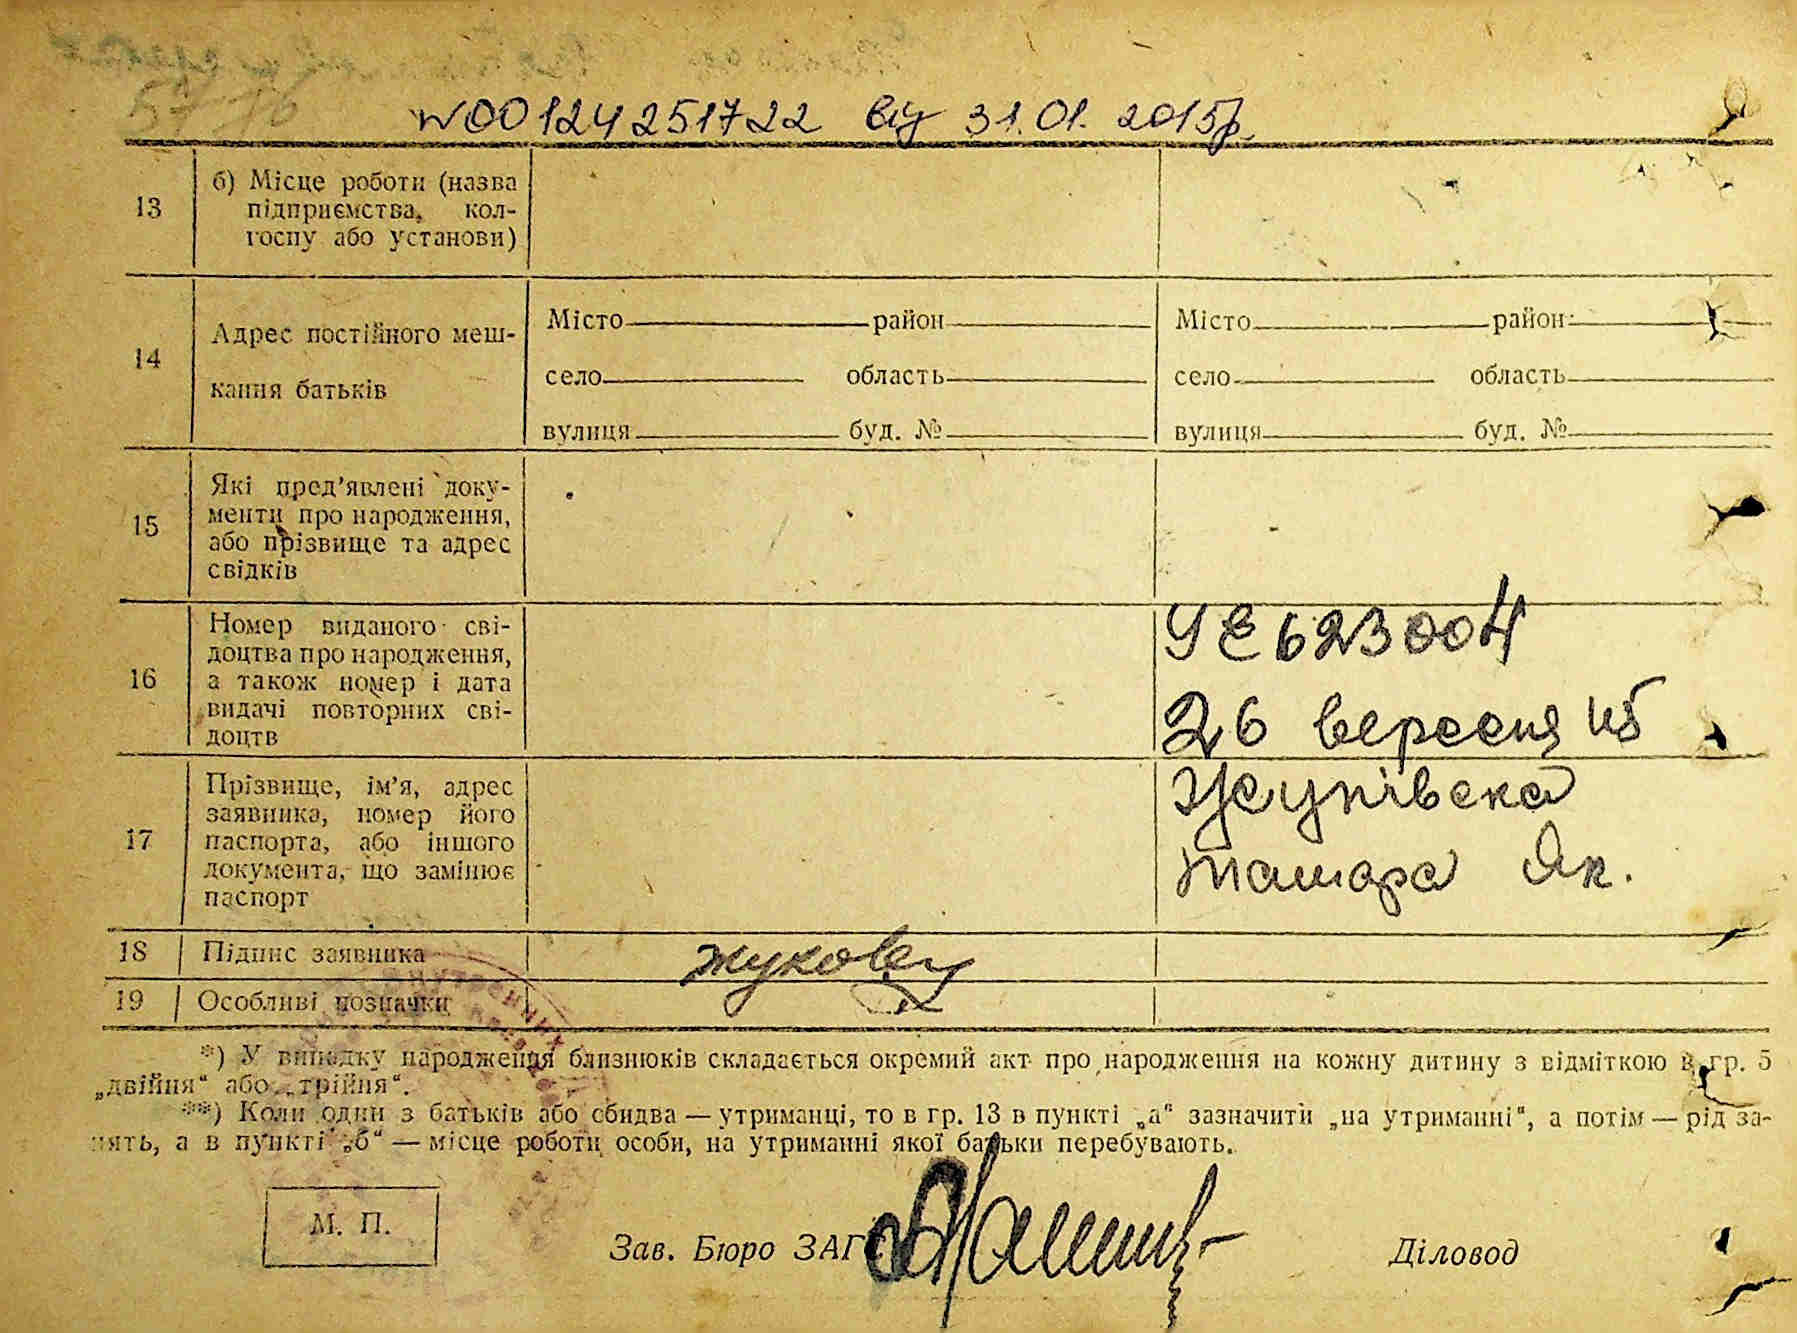 N00124251722 від 31.01.2015р.
13
б) Місце роботи (назва
підприємства, кол-
госпу або установи)
14
Адрес постійного меш-
кання батьків
Місто район
село область
вулиця буд. №
Місто район
село область
вулиця буд. №
15
Які пред’явлені доку-
менти про народження,
або прізвище та адрес
свідків
16
Номер виданого сві-
доцтва про народження,
а також номер і дата
видачі повторних сві-
доцтв
УЕ 623004
26 вересня
17
Прізвище, ім’я, адрес
заявника, номер його
паспорта, або іншого
документа, що замінює
паспорт
Тамара Як.
18 Підпис заявника
19 Особливі позначки
*) У випадку народження близнюків складається окремий акт про народження на кожну дитину з відміткою в гр. 5
„двійня“ або „трійня“.
**) Коли один з батьків або обидва — утриманці, то в гр. 13 в пункті „а“ зазначити „на утриманні“, а потім — рід за-
нять, а в пункті „б“ — місце роботи особи, на утриманні якої батьки перебувають.
М. П.
Зав. Бюро ЗАГС
Діловод